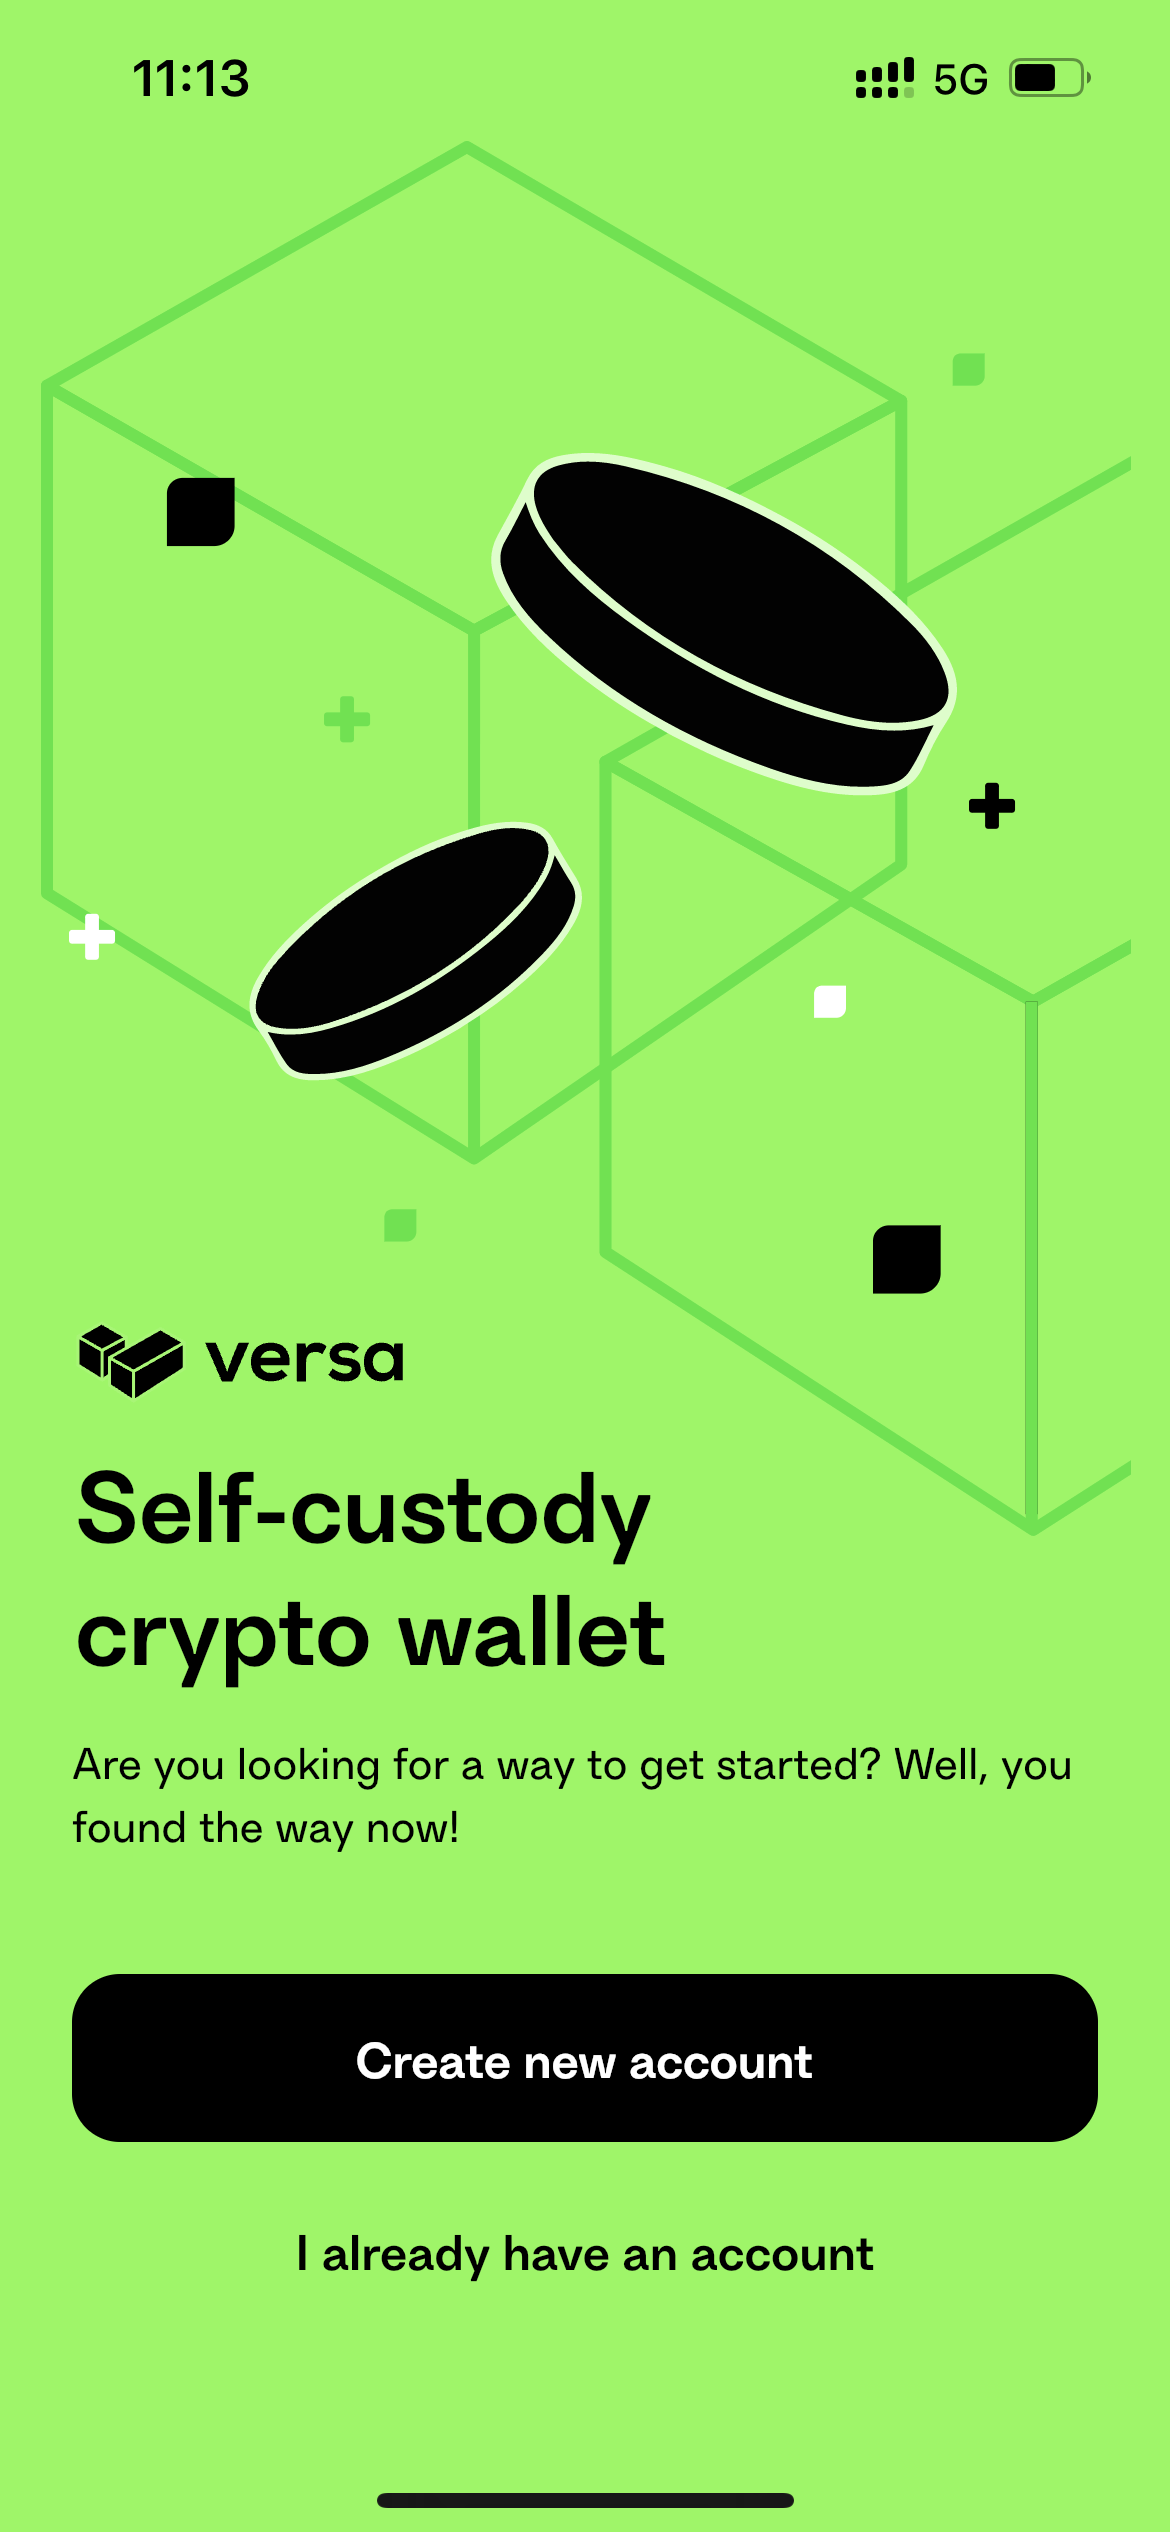 11:13 5G
versa
Self-custody
crypto wallet
Are you looking for a way to get started? Well, you
found the way now!
Create new account
I already have an account